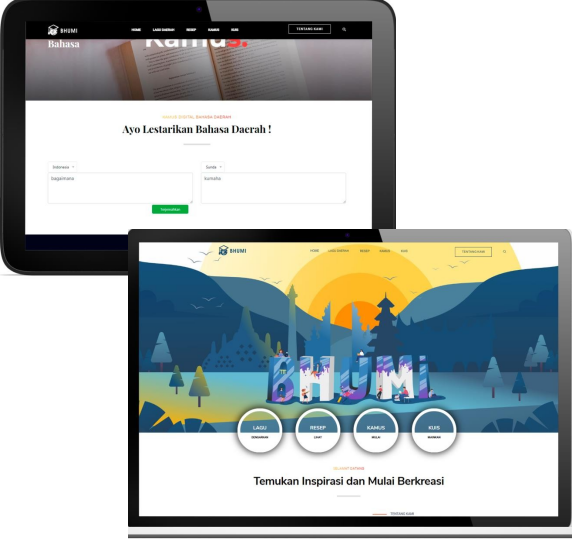 BHUMI
HOME LAGU DAERAH RESEP KAMUS KUIS
TENTANG KAMI
Bahasa
Kamus.
KAMUS DIGITAL BAHASA DAERAH
Ayo Lestarikan Bahasa Daerah !
Indonesia
Sunda
bagaimana
kumaha
Terjemahkan
BHUMI
HOME LAGU DAERAH RESEP KAMUS KUIS
TENTANG KAMI
BHUMI
LAGU
RESEP
KAMUS
KUIS
DENGARKAN
LIHAT
MULAI
MAINKAN
Temukan Inspirasi dan Mulai Berkreasi
TENTANG KAMI